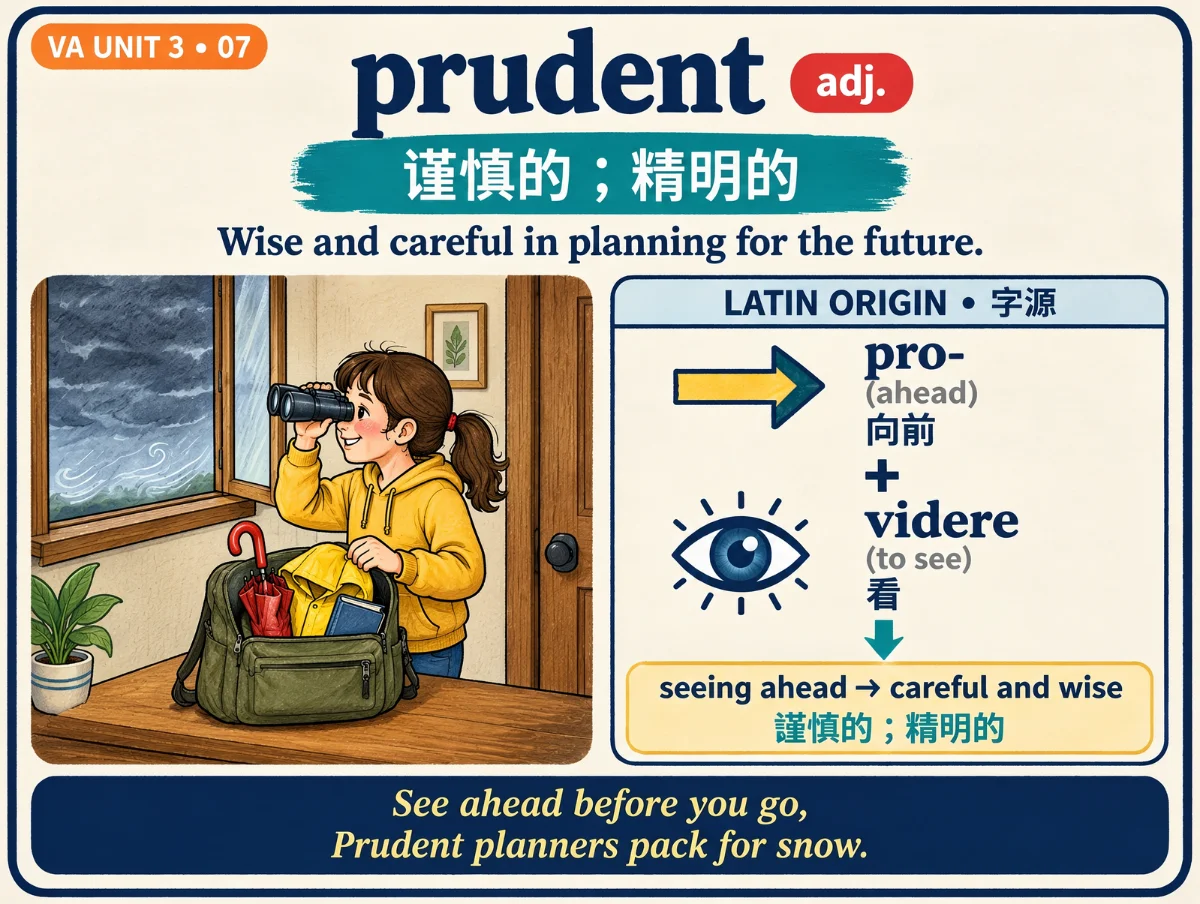 VA UNIT 3 • 07
prudent adj.
谨慎的；精明的
Wise and careful in planning for the future.
LATIN ORIGIN • 字源
pro-
(ahead)
向前
+
videre
(to see)
看
seeing ahead → careful and wise
謹慎的；精明的
See ahead before you go,
Prudent planners pack for snow.